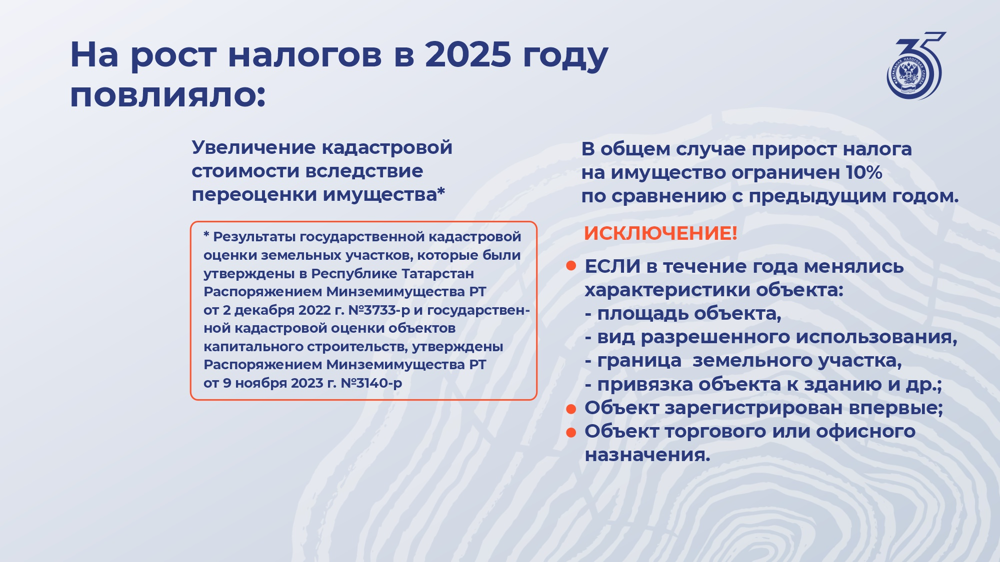 На рост налогов в 2025 году
повлияло:
35
ФЕДЕРАЛЬНАЯ НАЛОГОВАЯ СЛУЖБА
Увеличение кадастровой
стоимости вследствие
переоценки имущества*
* Результаты государственной кадастровой
оценки земельных участков, которые были
утверждены в Республике Татарстан
Распоряжением Минземимущества РТ
от 2 декабря 2022 г. №3733-р и государствен-
ной кадастровой оценки объектов
капитального строительств, утверждены
Распоряжением Минземимущества РТ
от 9 ноября 2023 г. №3140-р
В общем случае прирост налога
на имущество ограничен 10%
по сравнению с предыдущим годом.
ИСКЛЮЧЕНИЕ!
ЕСЛИ в течение года менялись
характеристики объекта:
- площадь объекта,
- вид разрешенного использования,
- граница  земельного участка,
- привязка объекта к зданию и др.;
Объект зарегистрирован впервые;
Объект торгового или офисного
назначения.